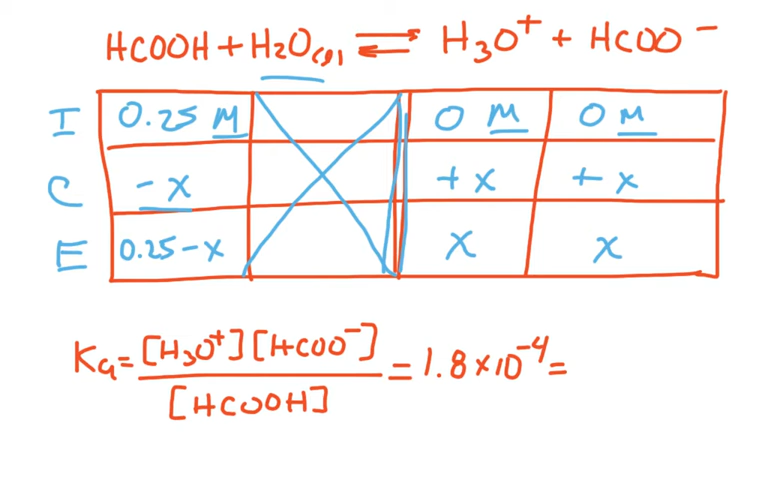 HCOOH + H₂O(l) ⇌ H₃O⁺ + HCOO⁻
I 0.25 M 0 M 0 M
C -x +x +x
E 0.25-x x x
Ka = [H₃O⁺][HCOO⁻] / [HCOOH] = 1.8 × 10⁻⁴ =